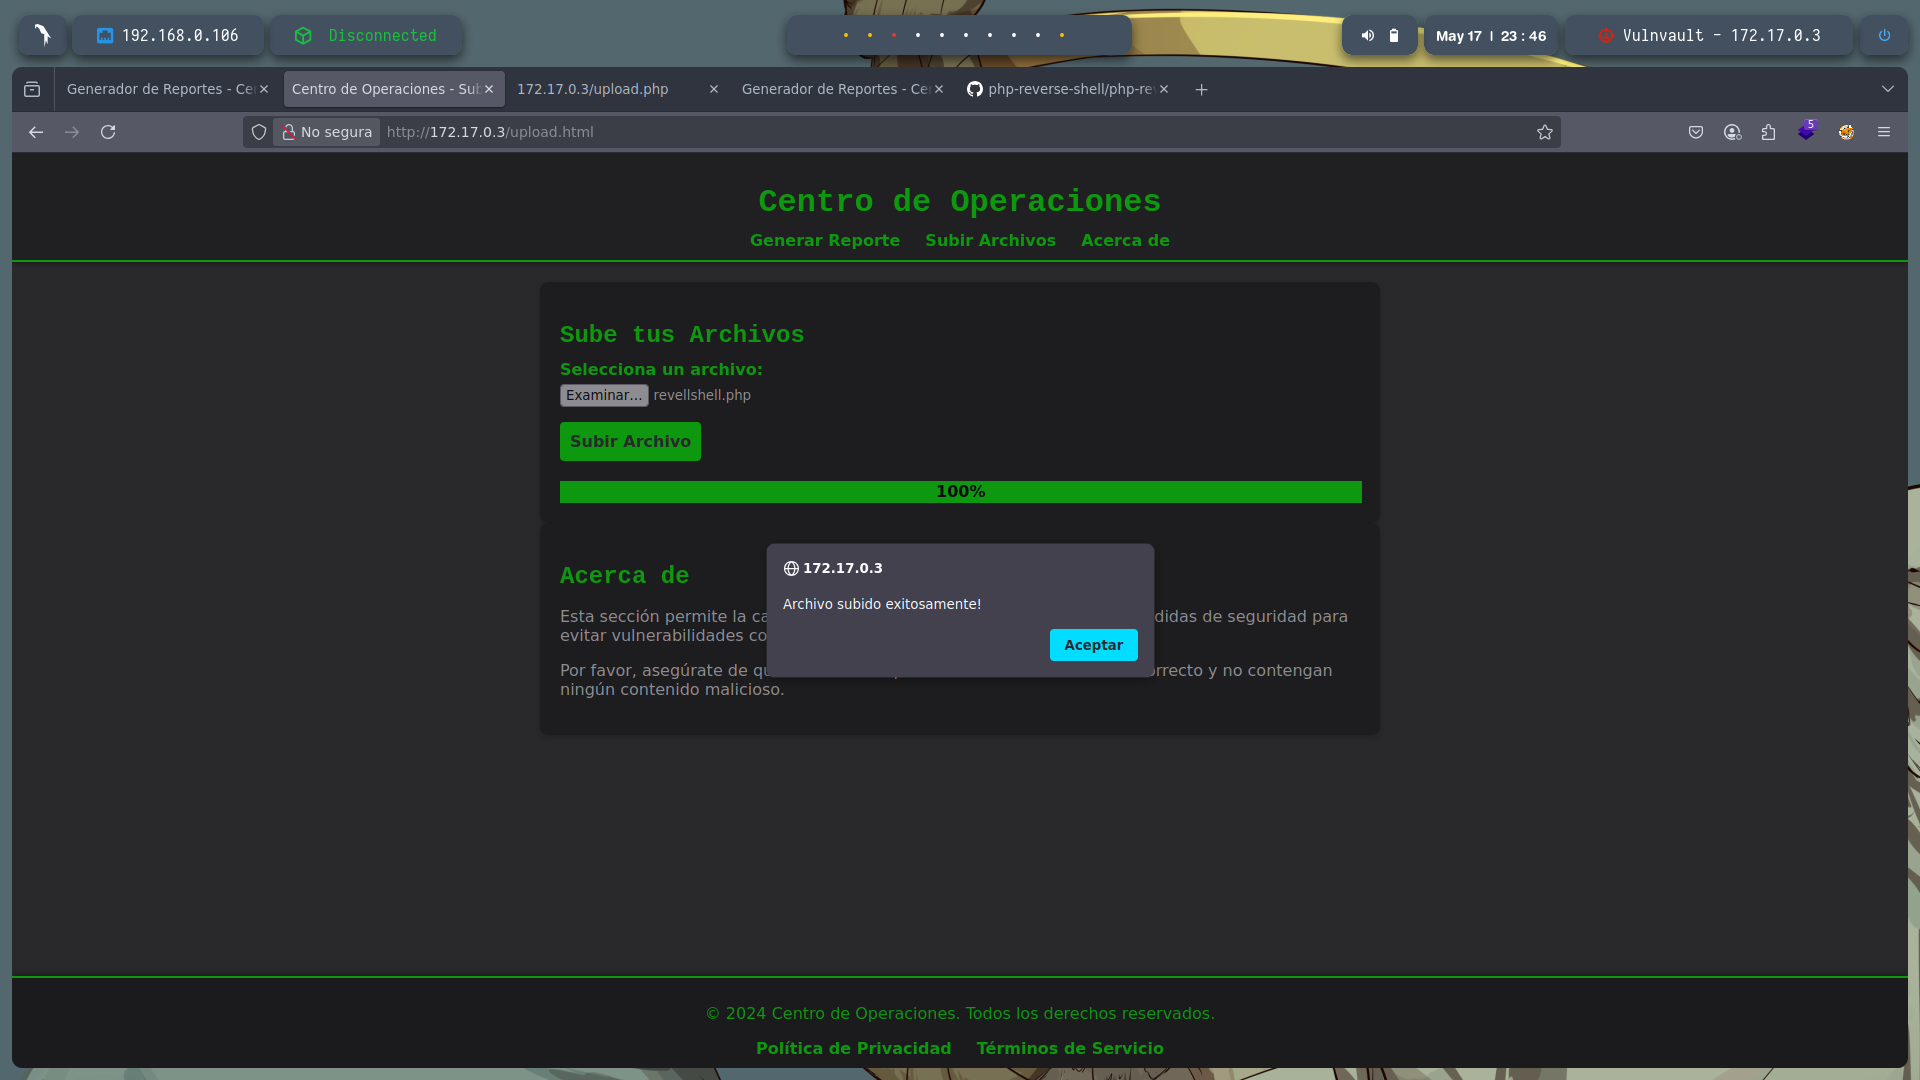 192.168.0.106
Disconnected
May 17 | 23 : 46
Vulnvault - 172.17.0.3
Generador de Reportes - Ce
Centro de Operaciones - Su
172.17.0.3/upload.php
Generador de Reportes - Ce
php-reverse-shell/php-re
No segura
http://172.17.0.3/upload.html
5
Centro de Operaciones
Generar Reporte
Subir Archivos
Acerca de
Sube tus Archivos
Selecciona un archivo:
Examinar...
revellshell.php
Subir Archivo
100%
172.17.0.3
Archivo subido exitosamente!
Aceptar
Acerca de
Esta sección permite la ca
didas de seguridad para
evitar vulnerabilidades co
Por favor, asegúrate de qu
orrecto y no contengan
ningún contenido malicioso.
© 2024 Centro de Operaciones. Todos los derechos reservados.
Política de Privacidad
Términos de Servicio